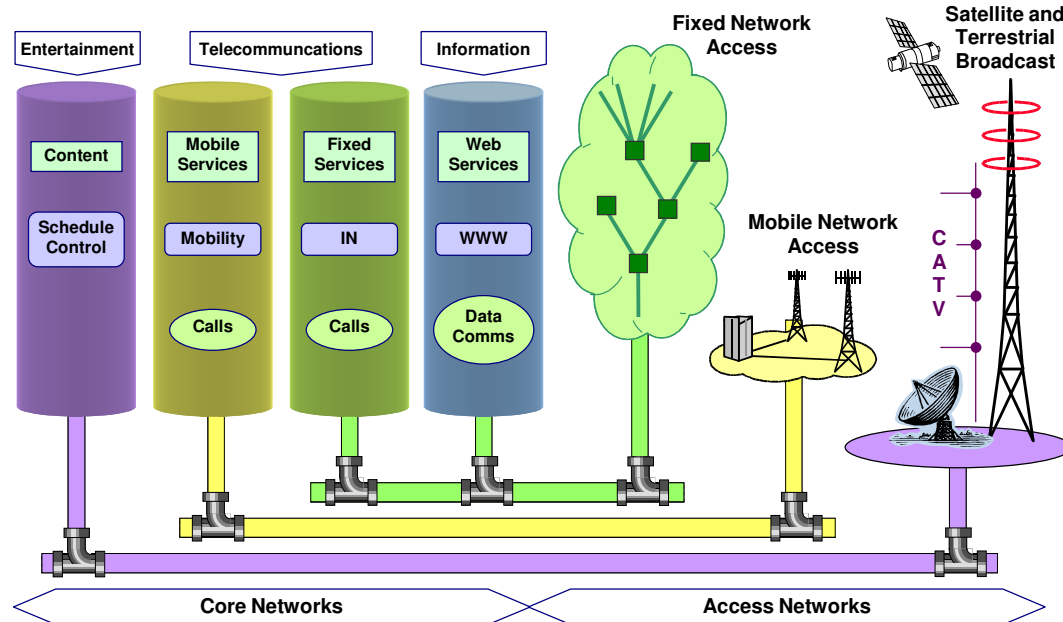 Entertainment
Telecommuncations
Information
Fixed Network
Access
Satellite and
Terrestrial
Broadcast
Content
Mobile
Services
Fixed
Services
Web
Services
Schedule
Control
Mobility
IN
WWW
Calls
Calls
Data
Comms
Mobile Network
Access
C
A
T
V
Core Networks
Access Networks